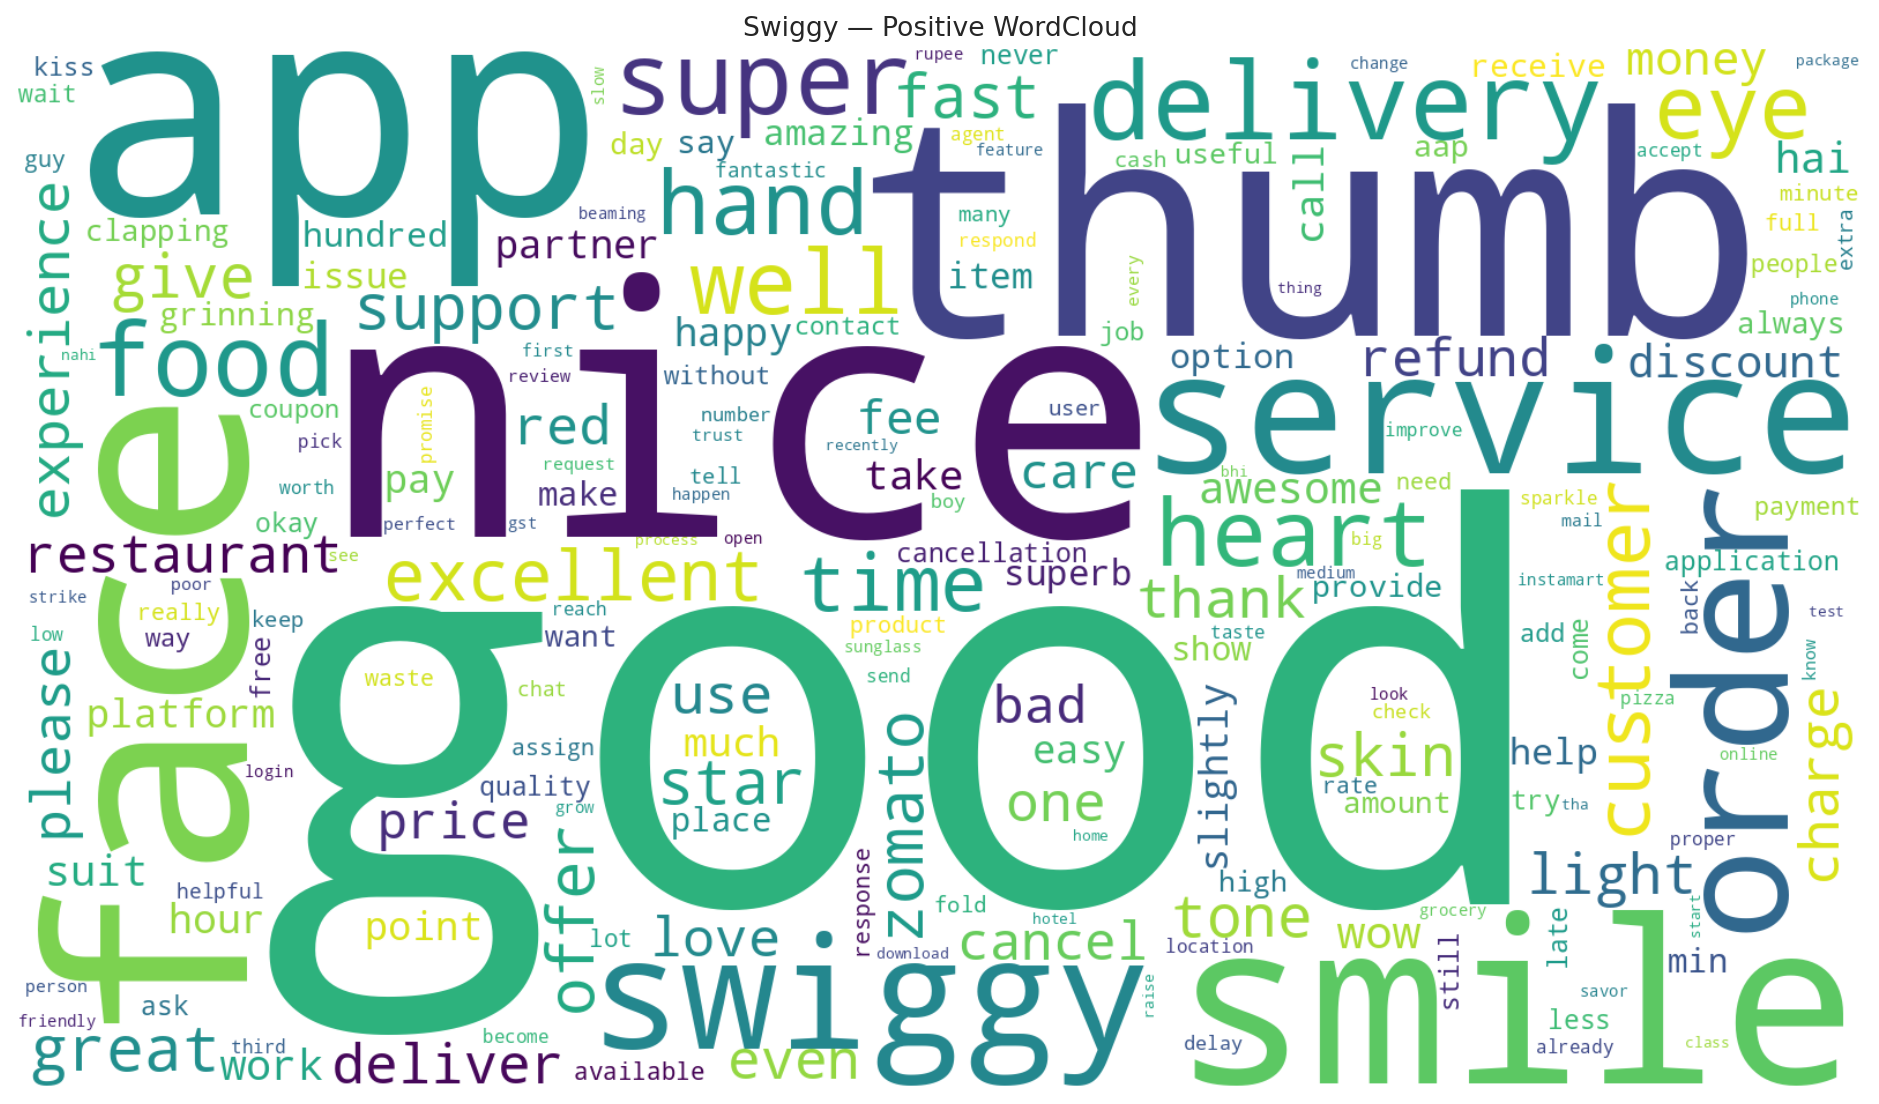 Swiggy — Positive WordCloud
app
super
thumb
delivery
nice
good
service
face
smile
swiggy
order
food
heart
hand
well
eye
excellent
time
customer
support
kiss
wait
guy
slow
rupee
never
fast
day
say
amazing
fantastic
beaming
agent
feature
many
respond
item
change
receive
money
package
cash
useful
call
aap
accept
hai
minute
full
extra
people
phone
always
thing
every
job
contact
happy
without
option
refund
discount
experience
clapping
give
grinning
hundred
issue
partner
nahi
coupon
pick
worth
okay
promise
pay
perfect
gst
first
review
red
request
make
number
trust
tell
happen
fee
recently
take
boy
care
user
improve
bhi
awesome
need
sparkle
mail
payment
restaurant
see
process
open
cancellation
superb
big
medium
thank
provide
instamart
application
back
test
strike
poor
really
way
low
keep
free
please
platform
login
reach
want
product
sunglass
send
waste
chat
use
much
star
place
assign
quality
grow
price
bad
easy
one
home
taste
show
add
come
know
pizza
look
check
skin
rate
amount
slightly
help
try
tha
online
charge
zomato
offer
suit
helpful
hour
point
response
lot
love
download
fold
hotel
cancel
high
tone
location
wow
grocery
still
late
light
proper
start
min
savor
less
already
class
delay
raise
person
friendly
ask
great
third
work
deliver
become
available
even